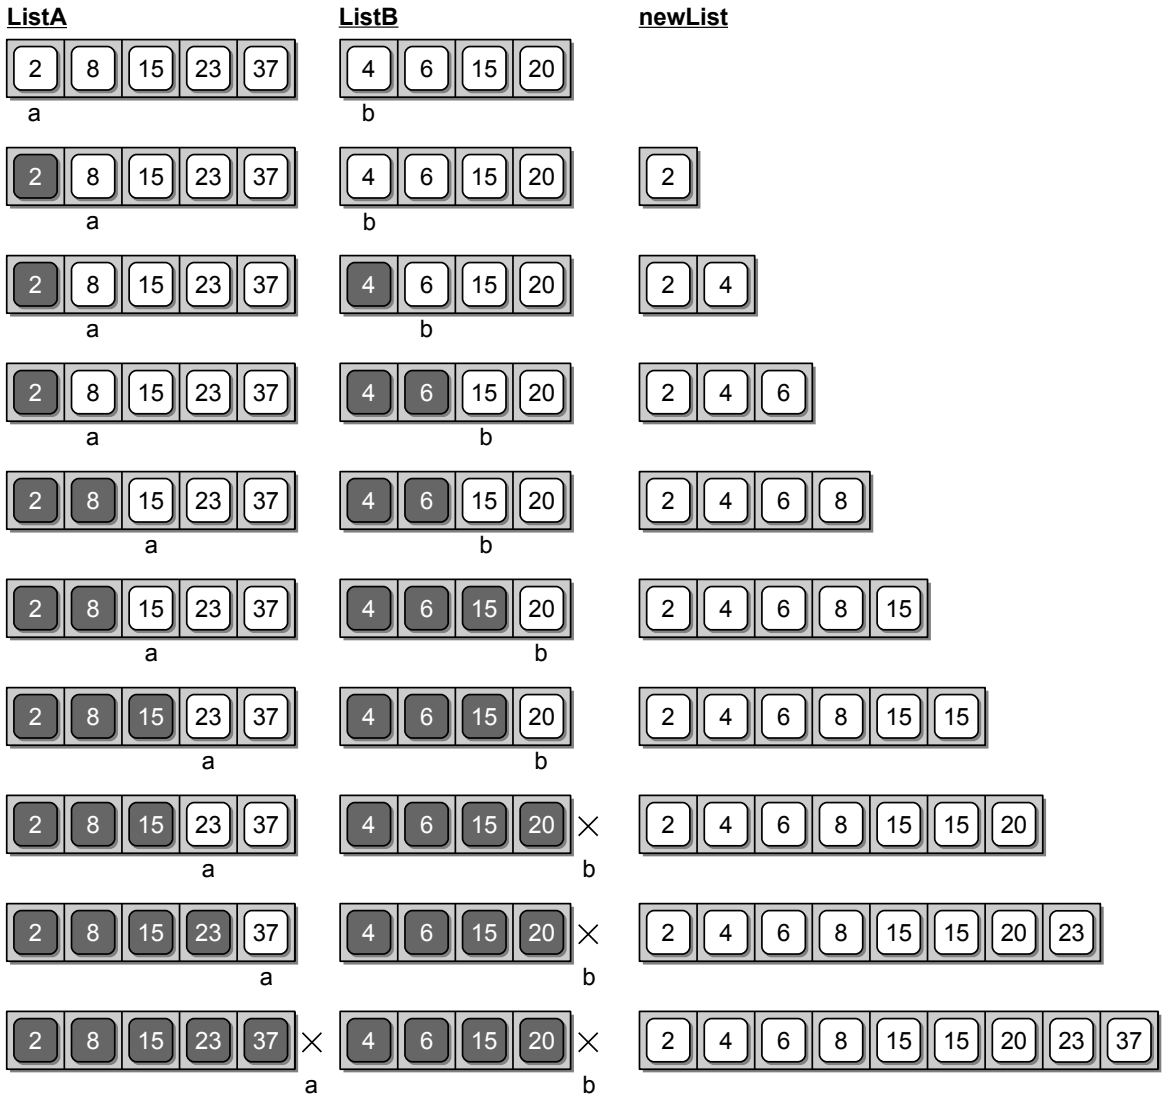 ListA ListB newList
2 8 15 23 37 4 6 15 20
a b
2 8 15 23 37 4 6 15 20 2
a b
2 8 15 23 37 4 6 15 20 2 4
a b
2 8 15 23 37 4 6 15 20 2 4 6
a b
2 8 15 23 37 4 6 15 20 2 4 6 8
a b
2 8 15 23 37 4 6 15 20 2 4 6 8 15
a b
2 8 15 23 37 4 6 15 20 2 4 6 8 15 15
a b
2 8 15 23 37 4 6 15 20 × 2 4 6 8 15 15 20
a b
2 8 15 23 37 4 6 15 20 × 2 4 6 8 15 15 20 23
a b
2 8 15 23 37 × 4 6 15 20 × 2 4 6 8 15 15 20 23 37
a b